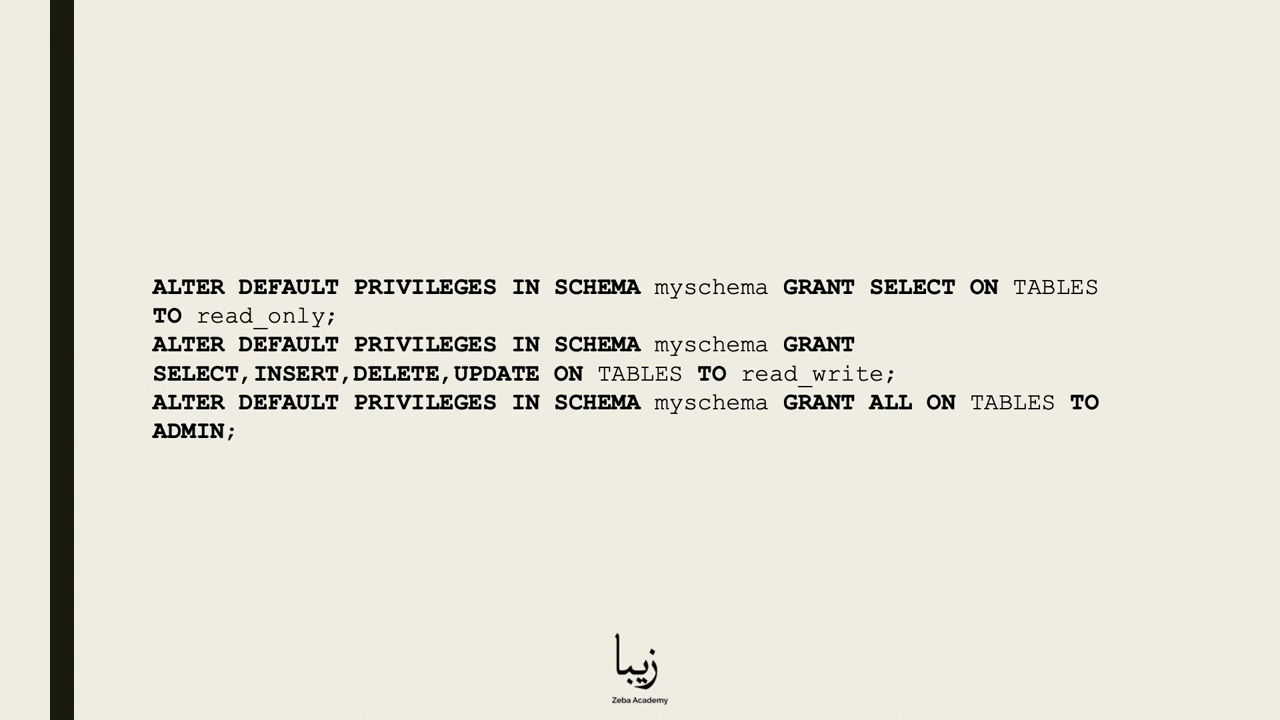 ALTER DEFAULT PRIVILEGES IN SCHEMA myschema GRANT SELECT ON TABLES
TO read_only;
ALTER DEFAULT PRIVILEGES IN SCHEMA myschema GRANT
SELECT,INSERT,DELETE,UPDATE ON TABLES TO read_write;
ALTER DEFAULT PRIVILEGES IN SCHEMA myschema GRANT ALL ON TABLES TO
ADMIN;
زیبا
Zeba Academy